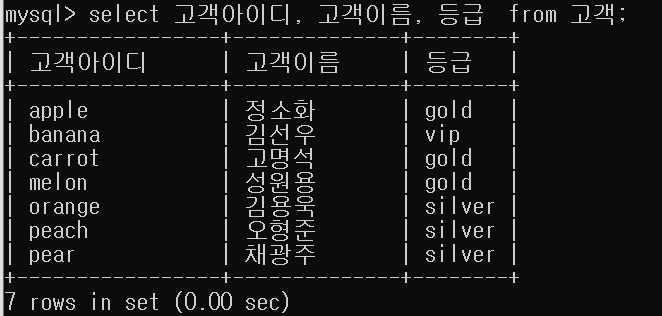 mysql> select 고객아이디, 고객이름, 등급  from 고객;
+------------------+---------------+--------+
| 고객아이디 | 고객이름 | 등급 |
+------------------+---------------+--------+
| apple | 정소화 | gold |
| banana | 김선우 | vip |
| carrot | 고명석 | gold |
| melon | 성원용 | gold |
| orange | 김용욱 | silver |
| peach | 오형준 | silver |
| pear | 채광주 | silver |
+------------------+---------------+--------+
7 rows in set (0.00 sec)